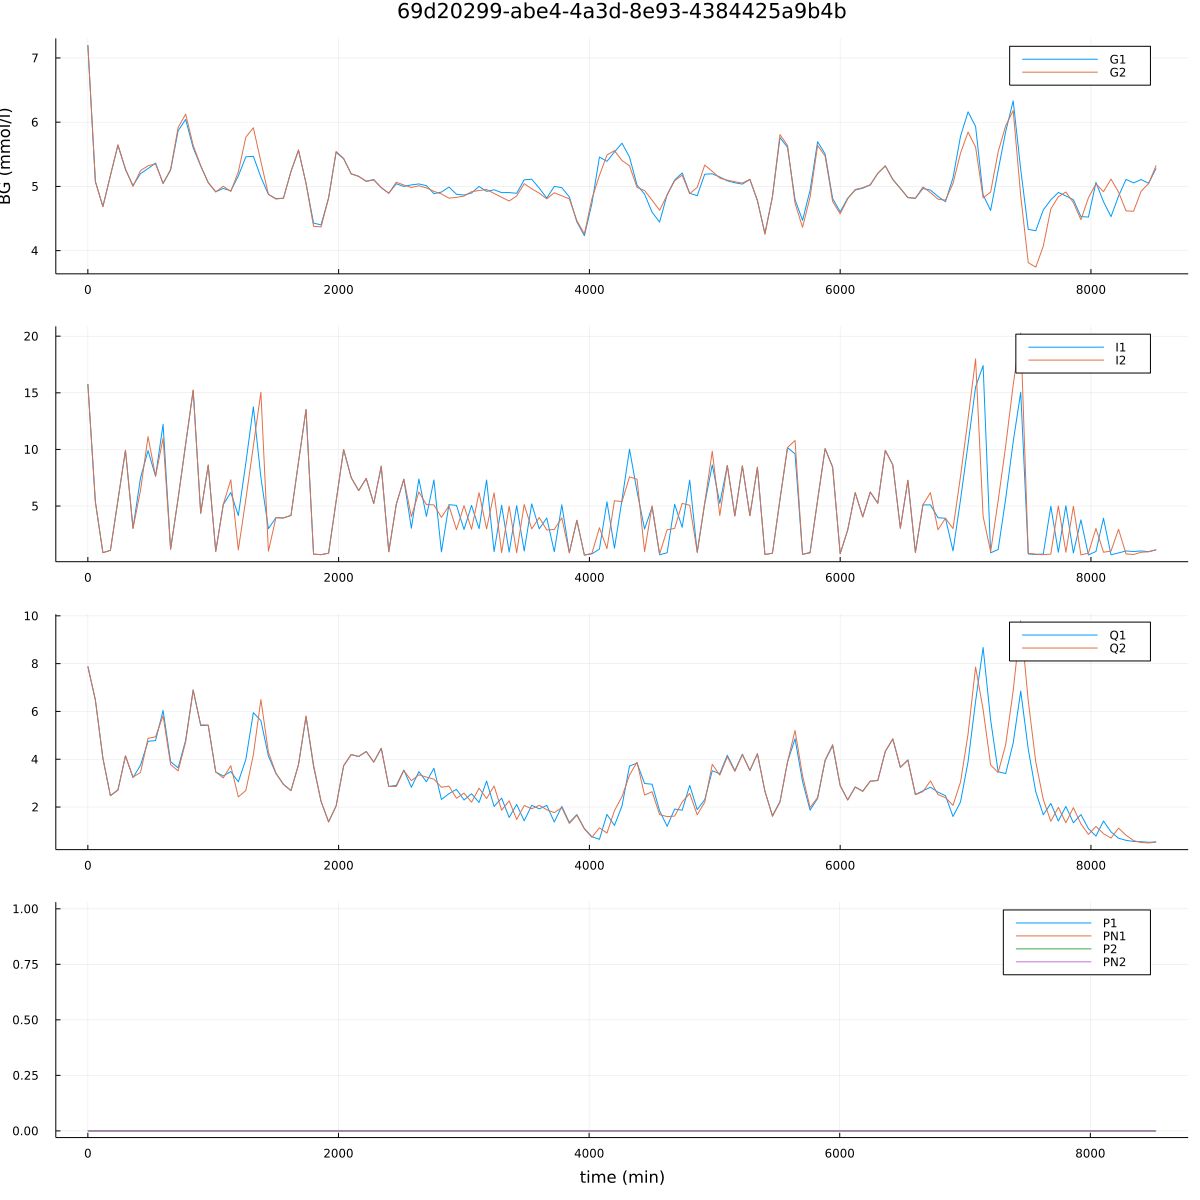 69d20299-abe4-4a3d-8e93-4384425a9b4b
BG (mmol/l)
7
6
5
4
G1
G2
0 2000 4000 6000 8000
20
15
10
5
I1
I2
0 2000 4000 6000 8000
10
8
6
4
2
Q1
Q2
0 2000 4000 6000 8000
1.00
0.75
0.50
0.25
0.00
P1
PN1
P2
PN2
0 2000 4000 6000 8000
time (min)